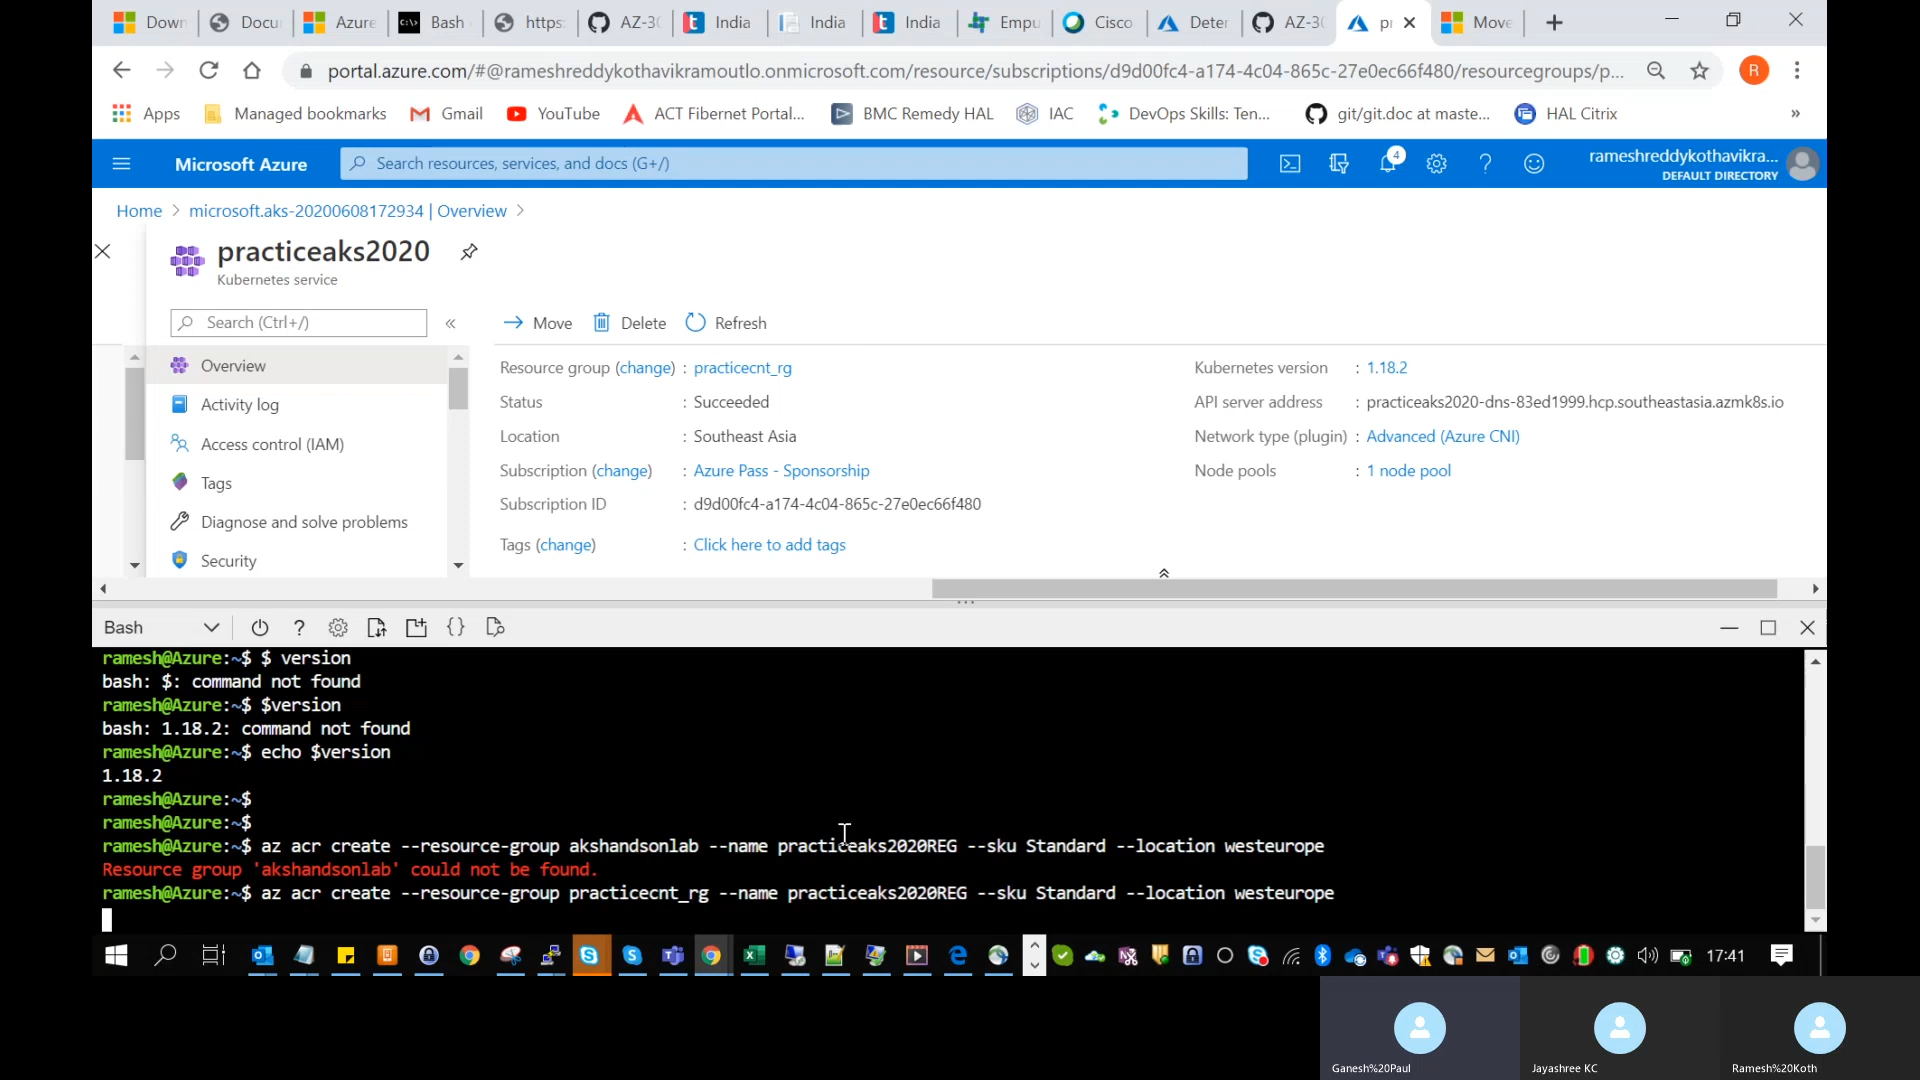 Down
Docu
Azure
Bash
https:
AZ-30
India
India
India
Empu
Cisco
Deter
AZ-30
pr
Move
portal.azure.com/#@rameshreddykothavikramoutlo.onmicrosoft.com/resource/subscriptions/d9d00fc4-a174-4c04-865c-27e0ec66f480/resourcegroups/p...
R
Apps
Managed bookmarks
Gmail
YouTube
ACT Fibernet Portal...
BMC Remedy HAL
IAC
DevOps Skills: Ten...
git/git.doc at maste...
HAL Citrix
»
Microsoft Azure
Search resources, services, and docs (G+/)
4
rameshreddykothavikra...
DEFAULT DIRECTORY
Home > microsoft.aks-20200608172934 | Overview >
practiceaks2020
Kubernetes service
Search (Ctrl+/)
«
Move
Delete
Refresh
Overview
Activity log
Access control (IAM)
Tags
Diagnose and solve problems
Security
Resource group (change) : practicecnt_rg
Status : Succeeded
Location : Southeast Asia
Subscription (change) : Azure Pass - Sponsorship
Subscription ID : d9d00fc4-a174-4c04-865c-27e0ec66f480
Tags (change) : Click here to add tags
Kubernetes version : 1.18.2
API server address : practiceaks2020-dns-83ed1999.hcp.southeastasia.azmk8s.io
Network type (plugin) : Advanced (Azure CNI)
Node pools : 1 node pool
Bash
ramesh@Azure:~$ $ version
bash: $: command not found
ramesh@Azure:~$ $version
bash: 1.18.2: command not found
ramesh@Azure:~$ echo $version
1.18.2
ramesh@Azure:~$
ramesh@Azure:~$
ramesh@Azure:~$ az acr create --resource-group akshandsonlab --name practiceaks2020REG --sku Standard --location westeurope
Resource group 'akshandsonlab' could not be found.
ramesh@Azure:~$ az acr create --resource-group practicecnt_rg --name practiceaks2020REG --sku Standard --location westeurope
17:41
Ganesh%20Paul
Jayashree KC
Ramesh%20Koth